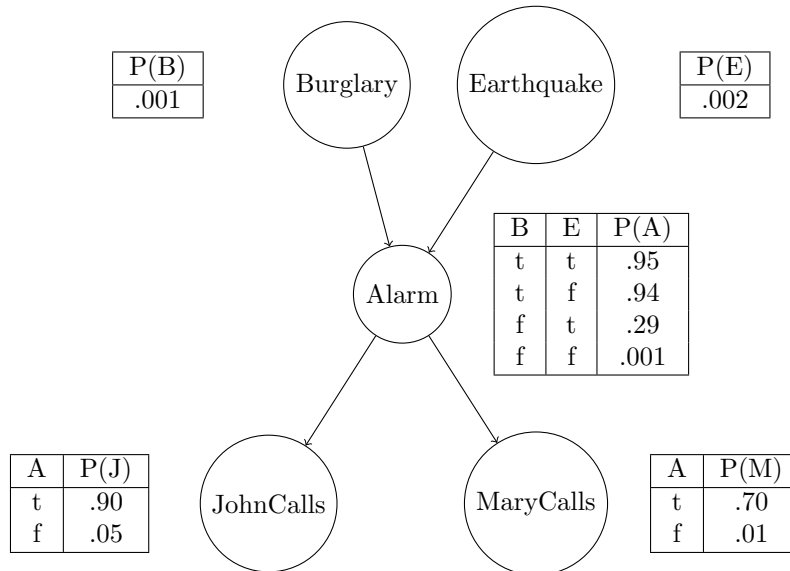 P(B)
.001
Burglary
Earthquake
P(E)
.002
B E P(A)
t t .95
t f .94
f t .29
f f .001
Alarm
A P(J)
t .90
f .05
JohnCalls
MaryCalls
A P(M)
t .70
f .01